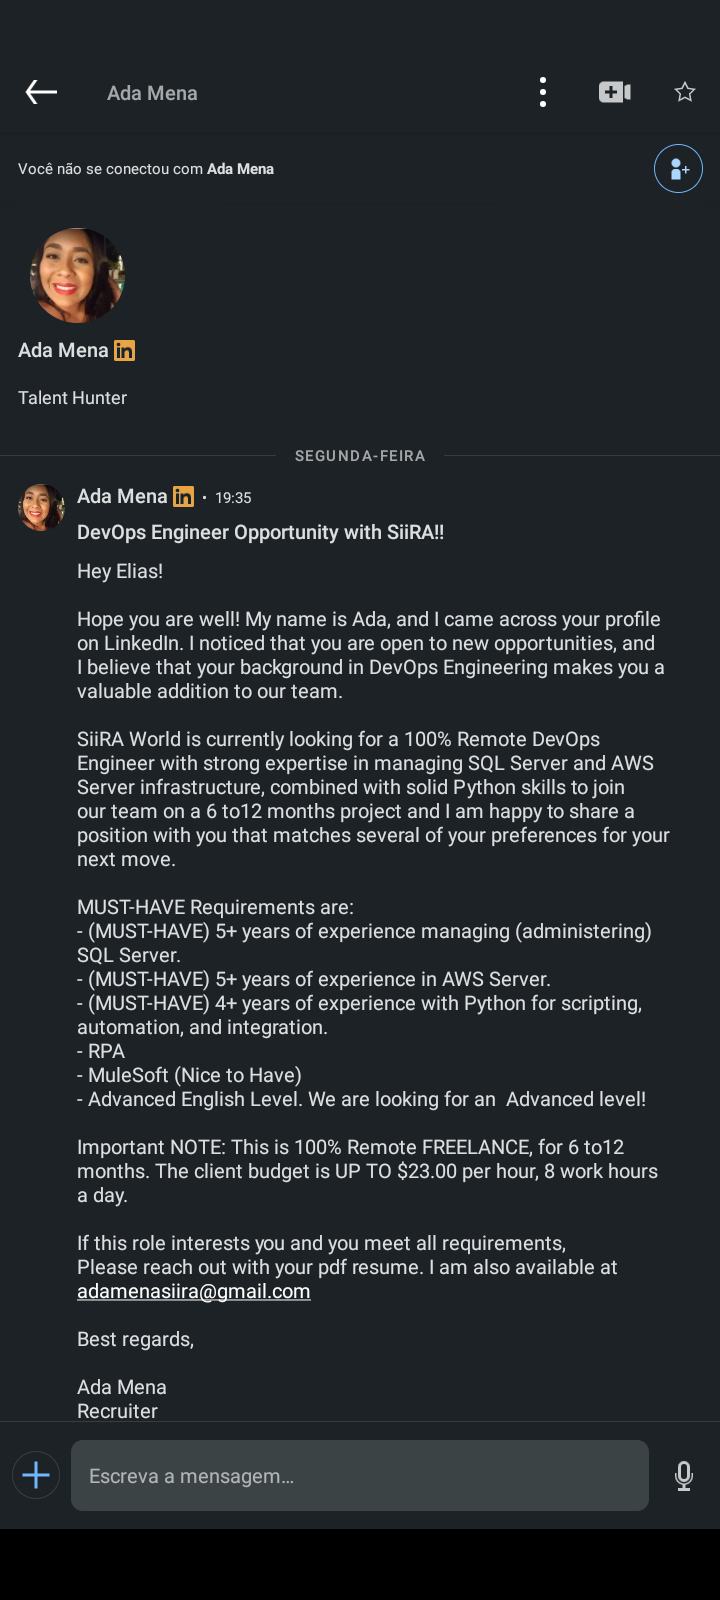 Ada Mena
Você não se conectou com Ada Mena
Ada Mena in
Talent Hunter
SEGUNDA-FEIRA
Ada Mena in • 19:35
DevOps Engineer Opportunity with SiiRA!!
Hey Elias!
Hope you are well! My name is Ada, and I came across your profile
on LinkedIn. I noticed that you are open to new opportunities, and
I believe that your background in DevOps Engineering makes you a
valuable addition to our team.
SiiRA World is currently looking for a 100% Remote DevOps
Engineer with strong expertise in managing SQL Server and AWS
Server infrastructure, combined with solid Python skills to join
our team on a 6 to12 months project and I am happy to share a
position with you that matches several of your preferences for your
next move.
MUST-HAVE Requirements are:
- (MUST-HAVE) 5+ years of experience managing (administering)
SQL Server.
- (MUST-HAVE) 5+ years of experience in AWS Server.
- (MUST-HAVE) 4+ years of experience with Python for scripting,
automation, and integration.
- RPA
- MuleSoft (Nice to Have)
- Advanced English Level. We are looking for an  Advanced level!
Important NOTE: This is 100% Remote FREELANCE, for 6 to12
months. The client budget is UP TO $23.00 per hour, 8 work hours
a day.
If this role interests you and you meet all requirements,
Please reach out with your pdf resume. I am also available at
adamenasiira@gmail.com
Best regards,
Ada Mena
Recruiter
Escreva a mensagem…